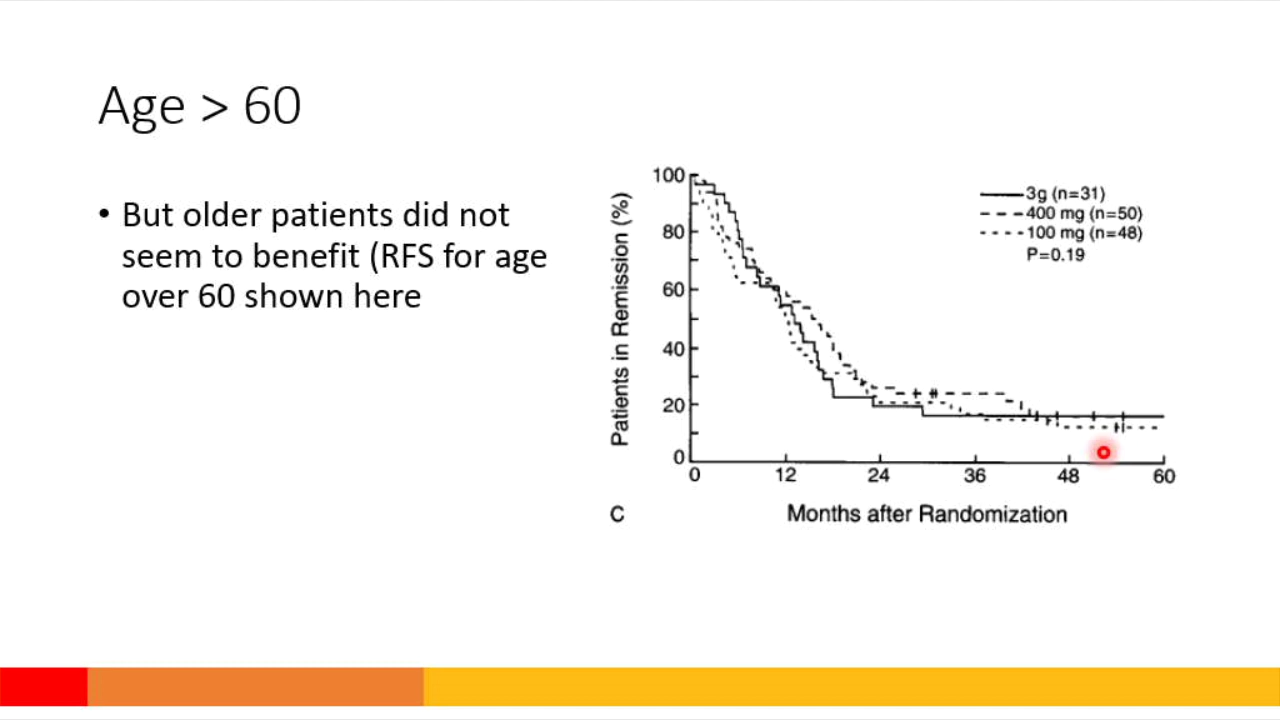 Age > 60
• But older patients did not
seem to benefit (RFS for age
over 60 shown here
Patients in Remission (%)
100
80
60
40
20
0
3g (n=31)
400 mg (n=50)
100 mg (n=48)
P=0.19
0 12 24 36 48 60
C Months after Randomization